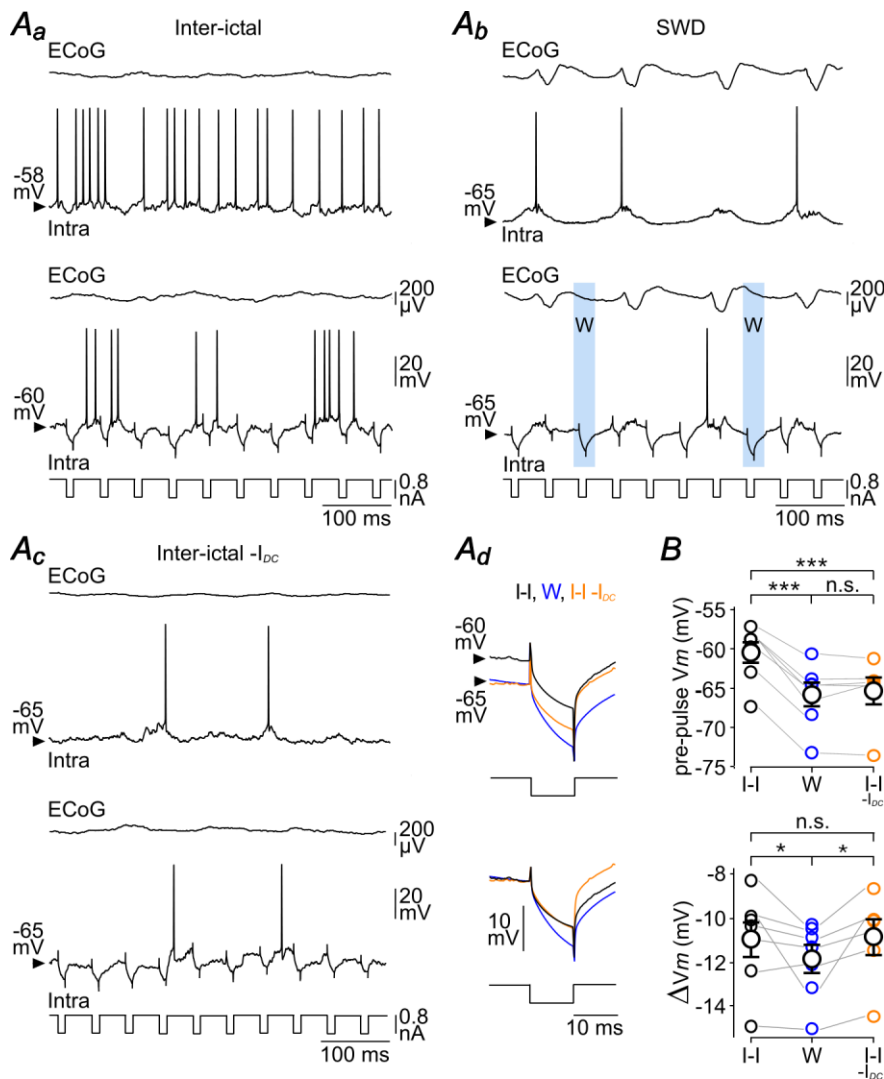 Aa Inter-ictal
ECoG
-58
mV
Intra
ECoG
200
µV
20
mV
-60
mV
Intra
0.8
nA
100 ms
Ab SWD
ECoG
-65
mV
Intra
ECoG
200
µV
W W
20
mV
-65
mV
Intra
0.8
nA
100 ms
Ac Inter-ictal -IDC
ECoG
-65
mV
Intra
ECoG
200
µV
20
mV
-65
mV
Intra
0.8
nA
100 ms
Ad
I-I, W, I-I -IDC
-60
mV
-65
mV
10
mV
10 ms
B
***
*** n.s.
-55
-60
-65
-70
-75
pre-pulse Vm (mV)
I-I W I-I
-IDC
n.s.
* *
-8
-10
-12
-14
ΔVm (mV)
I-I W I-I
-IDC